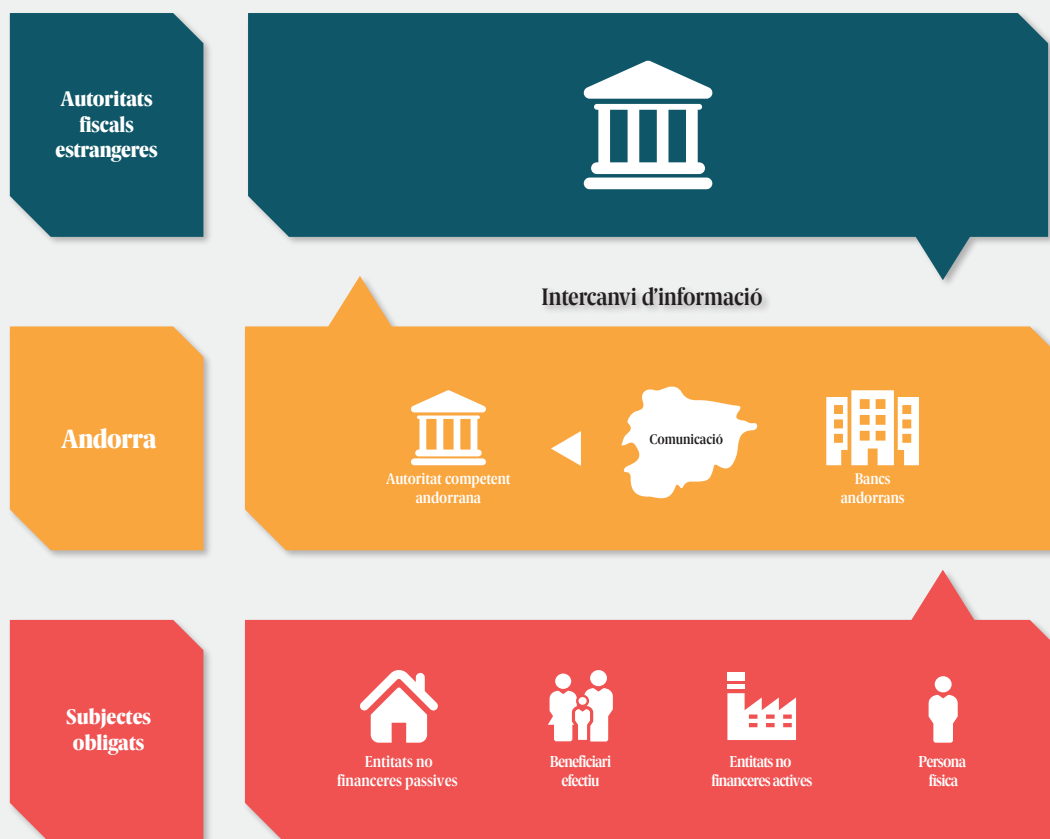 Autoritats
fiscals
estrangeres
Intercanvi d'informació
Andorra
Autoritat competent
andorrana
Comunicació
Bancs
andorrans
Subjectes
obligats
Entitats no
financeres passives
Beneficiari
efectiu
Entitats no
financeres actives
Persona
física